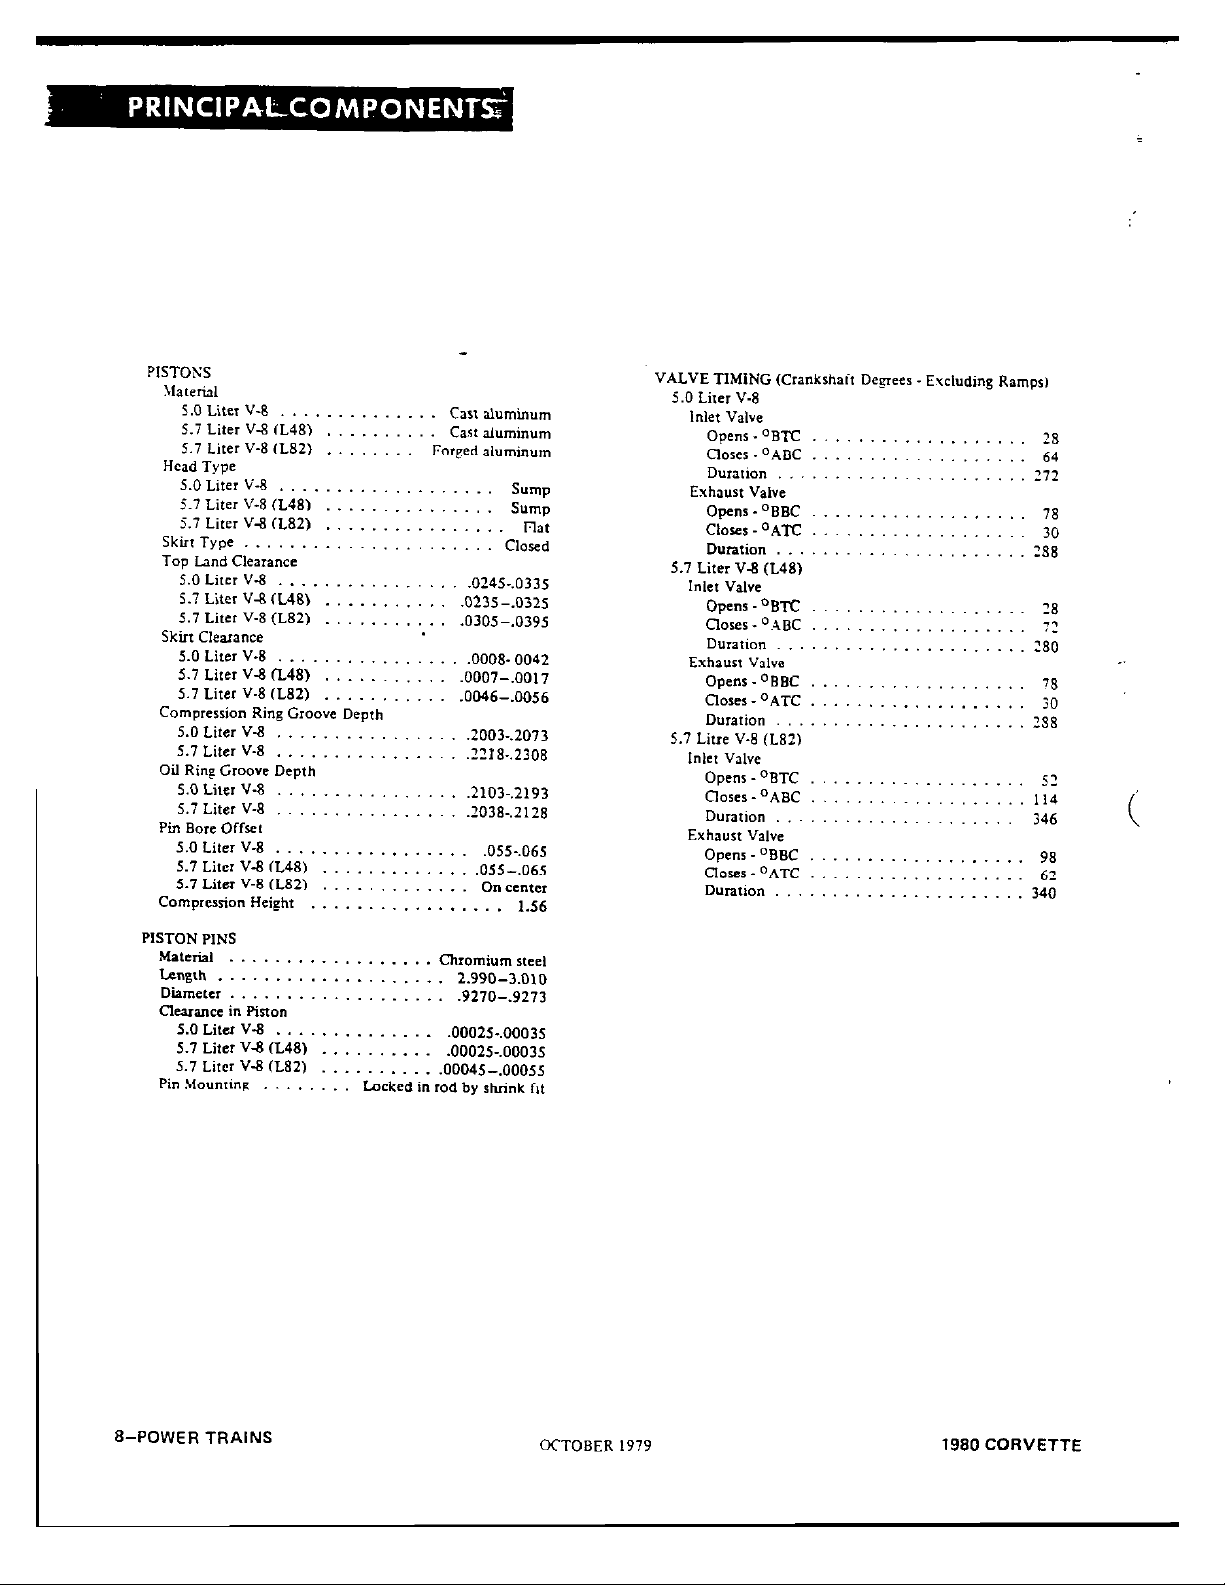 PRINCIPAL COMPONENTS
PISTONS
Material
5.0 Liter V-8 . . . . . . . . . . . . . . Cast aluminum
5.7 Liter V-8 (L48) . . . . . . . . . . Cast aluminum
5.7 Liter V-8 (L82) . . . . . . . . Forged aluminum
Head Type
5.0 Liter V-8 . . . . . . . . . . . . . . . . . . . Sump
5.7 Liter V-8 (L48) . . . . . . . . . . . . . . . Sump
5.7 Liter V-8 (L82) . . . . . . . . . . . . . . . . Flat
Skirt Type . . . . . . . . . . . . . . . . . . . . . . Closed
Top Land Clearance
5.0 Liter V-8 . . . . . . . . . . . . . . . . .0245-.0335
5.7 Liter V-8 (L48) . . . . . . . . . . . .0235–.0325
5.7 Liter V-8 (L82) . . . . . . . . . . . .0305–.0395
Skirt Clearance
5.0 Liter V-8 . . . . . . . . . . . . . . . . . .0008- 0042
5.7 Liter V-8 (L48) . . . . . . . . . . . .0007–.0017
5.7 Liter V-8 (L82) . . . . . . . . . . . .0046–.0056
Compression Ring Groove Depth
5.0 Liter V-8 . . . . . . . . . . . . . . . . .2003-.2073
5.7 Liter V-8 . . . . . . . . . . . . . . . . .2218-.2308
Oil Ring Groove Depth
5.0 Liter V-8 . . . . . . . . . . . . . . . . .2103-.2193
5.7 Liter V-8 . . . . . . . . . . . . . . . . .2038-.2128
Pin Bore Offset
5.0 Liter V-8 . . . . . . . . . . . . . . . . . .055-.065
5.7 Liter V-8 (L48) . . . . . . . . . . . . . .055–.065
5.7 Liter V-8 (L82) . . . . . . . . . . . . . On center
Compression Height . . . . . . . . . . . . . . . . . 1.56
PISTON PINS
Material . . . . . . . . . . . . . . . . . . Chromium steel
Length . . . . . . . . . . . . . . . . . . . . 2.990–3.010
Diameter . . . . . . . . . . . . . . . . . . . .9270–.9273
Clearance in Piston
5.0 Liter V-8 . . . . . . . . . . . . . . .00025-.00035
5.7 Liter V-8 (L48) . . . . . . . . . . .00025-.00035
5.7 Liter V-8 (L82) . . . . . . . . . . .00045–.00055
Pin Mounting . . . . . . . . Locked in rod by shrink fit
VALVE TIMING (Crankshaft Degrees - Excluding Ramps)
5.0 Liter V-8
Inlet Valve
Opens - ºBTC . . . . . . . . . . . . . . . . . . . 28
Closes - ºABC . . . . . . . . . . . . . . . . . . . 64
Duration . . . . . . . . . . . . . . . . . . . . . . 272
Exhaust Valve
Opens - ºBBC . . . . . . . . . . . . . . . . . . . 78
Closes - ºATC . . . . . . . . . . . . . . . . . . . 30
Duration . . . . . . . . . . . . . . . . . . . . . . 288
5.7 Liter V-8 (L48)
Inlet Valve
Opens - ºBTC . . . . . . . . . . . . . . . . . . . 28
Closes - ºABC . . . . . . . . . . . . . . . . . . . 72
Duration . . . . . . . . . . . . . . . . . . . . . . 280
Exhaust Valve
Opens - ºBBC . . . . . . . . . . . . . . . . . . . 78
Closes - ºATC . . . . . . . . . . . . . . . . . . . 30
Duration . . . . . . . . . . . . . . . . . . . . . . 288
5.7 Litre V-8 (L82)
Inlet Valve
Opens - ºBTC . . . . . . . . . . . . . . . . . . . 52
Closes - ºABC . . . . . . . . . . . . . . . . . . . 114
Duration . . . . . . . . . . . . . . . . . . . . . 346
Exhaust Valve
Opens - ºBBC . . . . . . . . . . . . . . . . . . . 98
Closes - ºATC . . . . . . . . . . . . . . . . . . . 62
Duration . . . . . . . . . . . . . . . . . . . . . . 340
8–POWER TRAINS
OCTOBER 1979
1980 CORVETTE